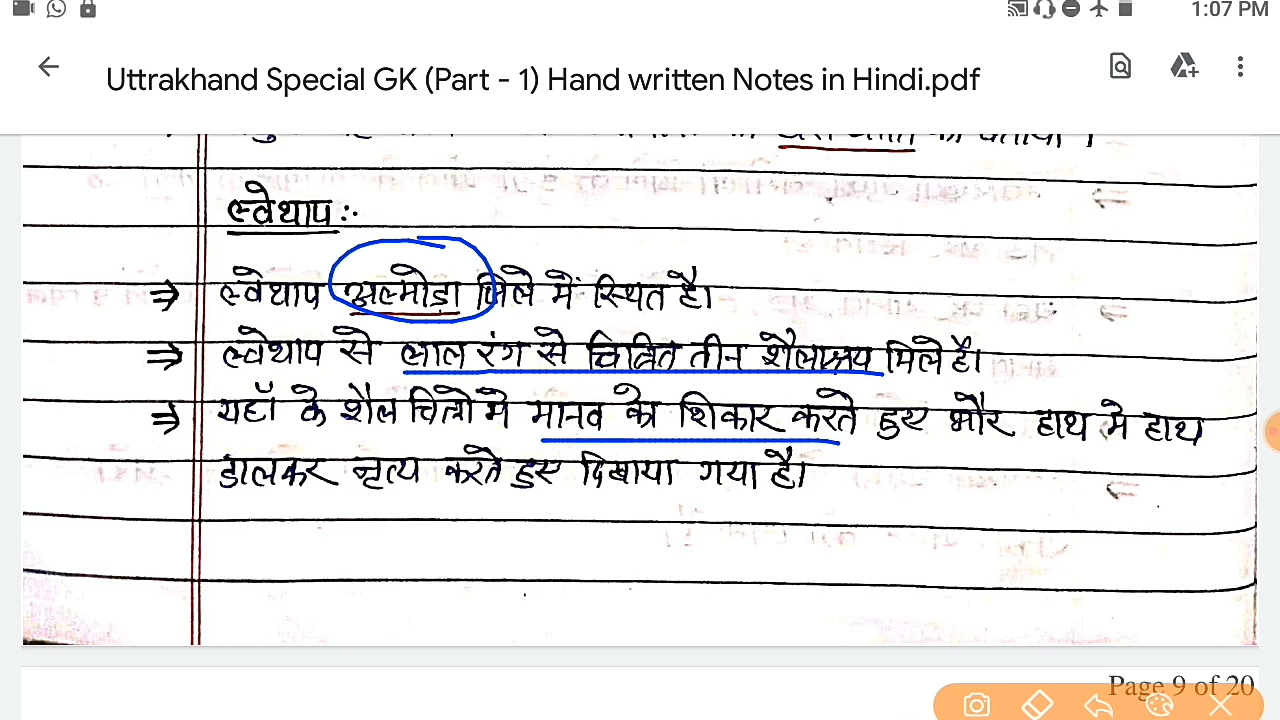 1:07 PM
Uttrakhand Special GK (Part - 1) Hand written Notes in Hindi.pdf
ल्वेथाप :-
⇒ ल्वेथाप अल्मोड़ा जिले में स्थित है।
⇒ ल्वेथाप से लाल रंग से चित्रित तीन शैलाश्रय मिले है।
⇒ यहाँ के शैल चित्रो मे मानव को शिकार करते हुए और हाथ मे हाथ
डालकर नृत्य करते हुए दिखाया गया है।
Page 9 of 20